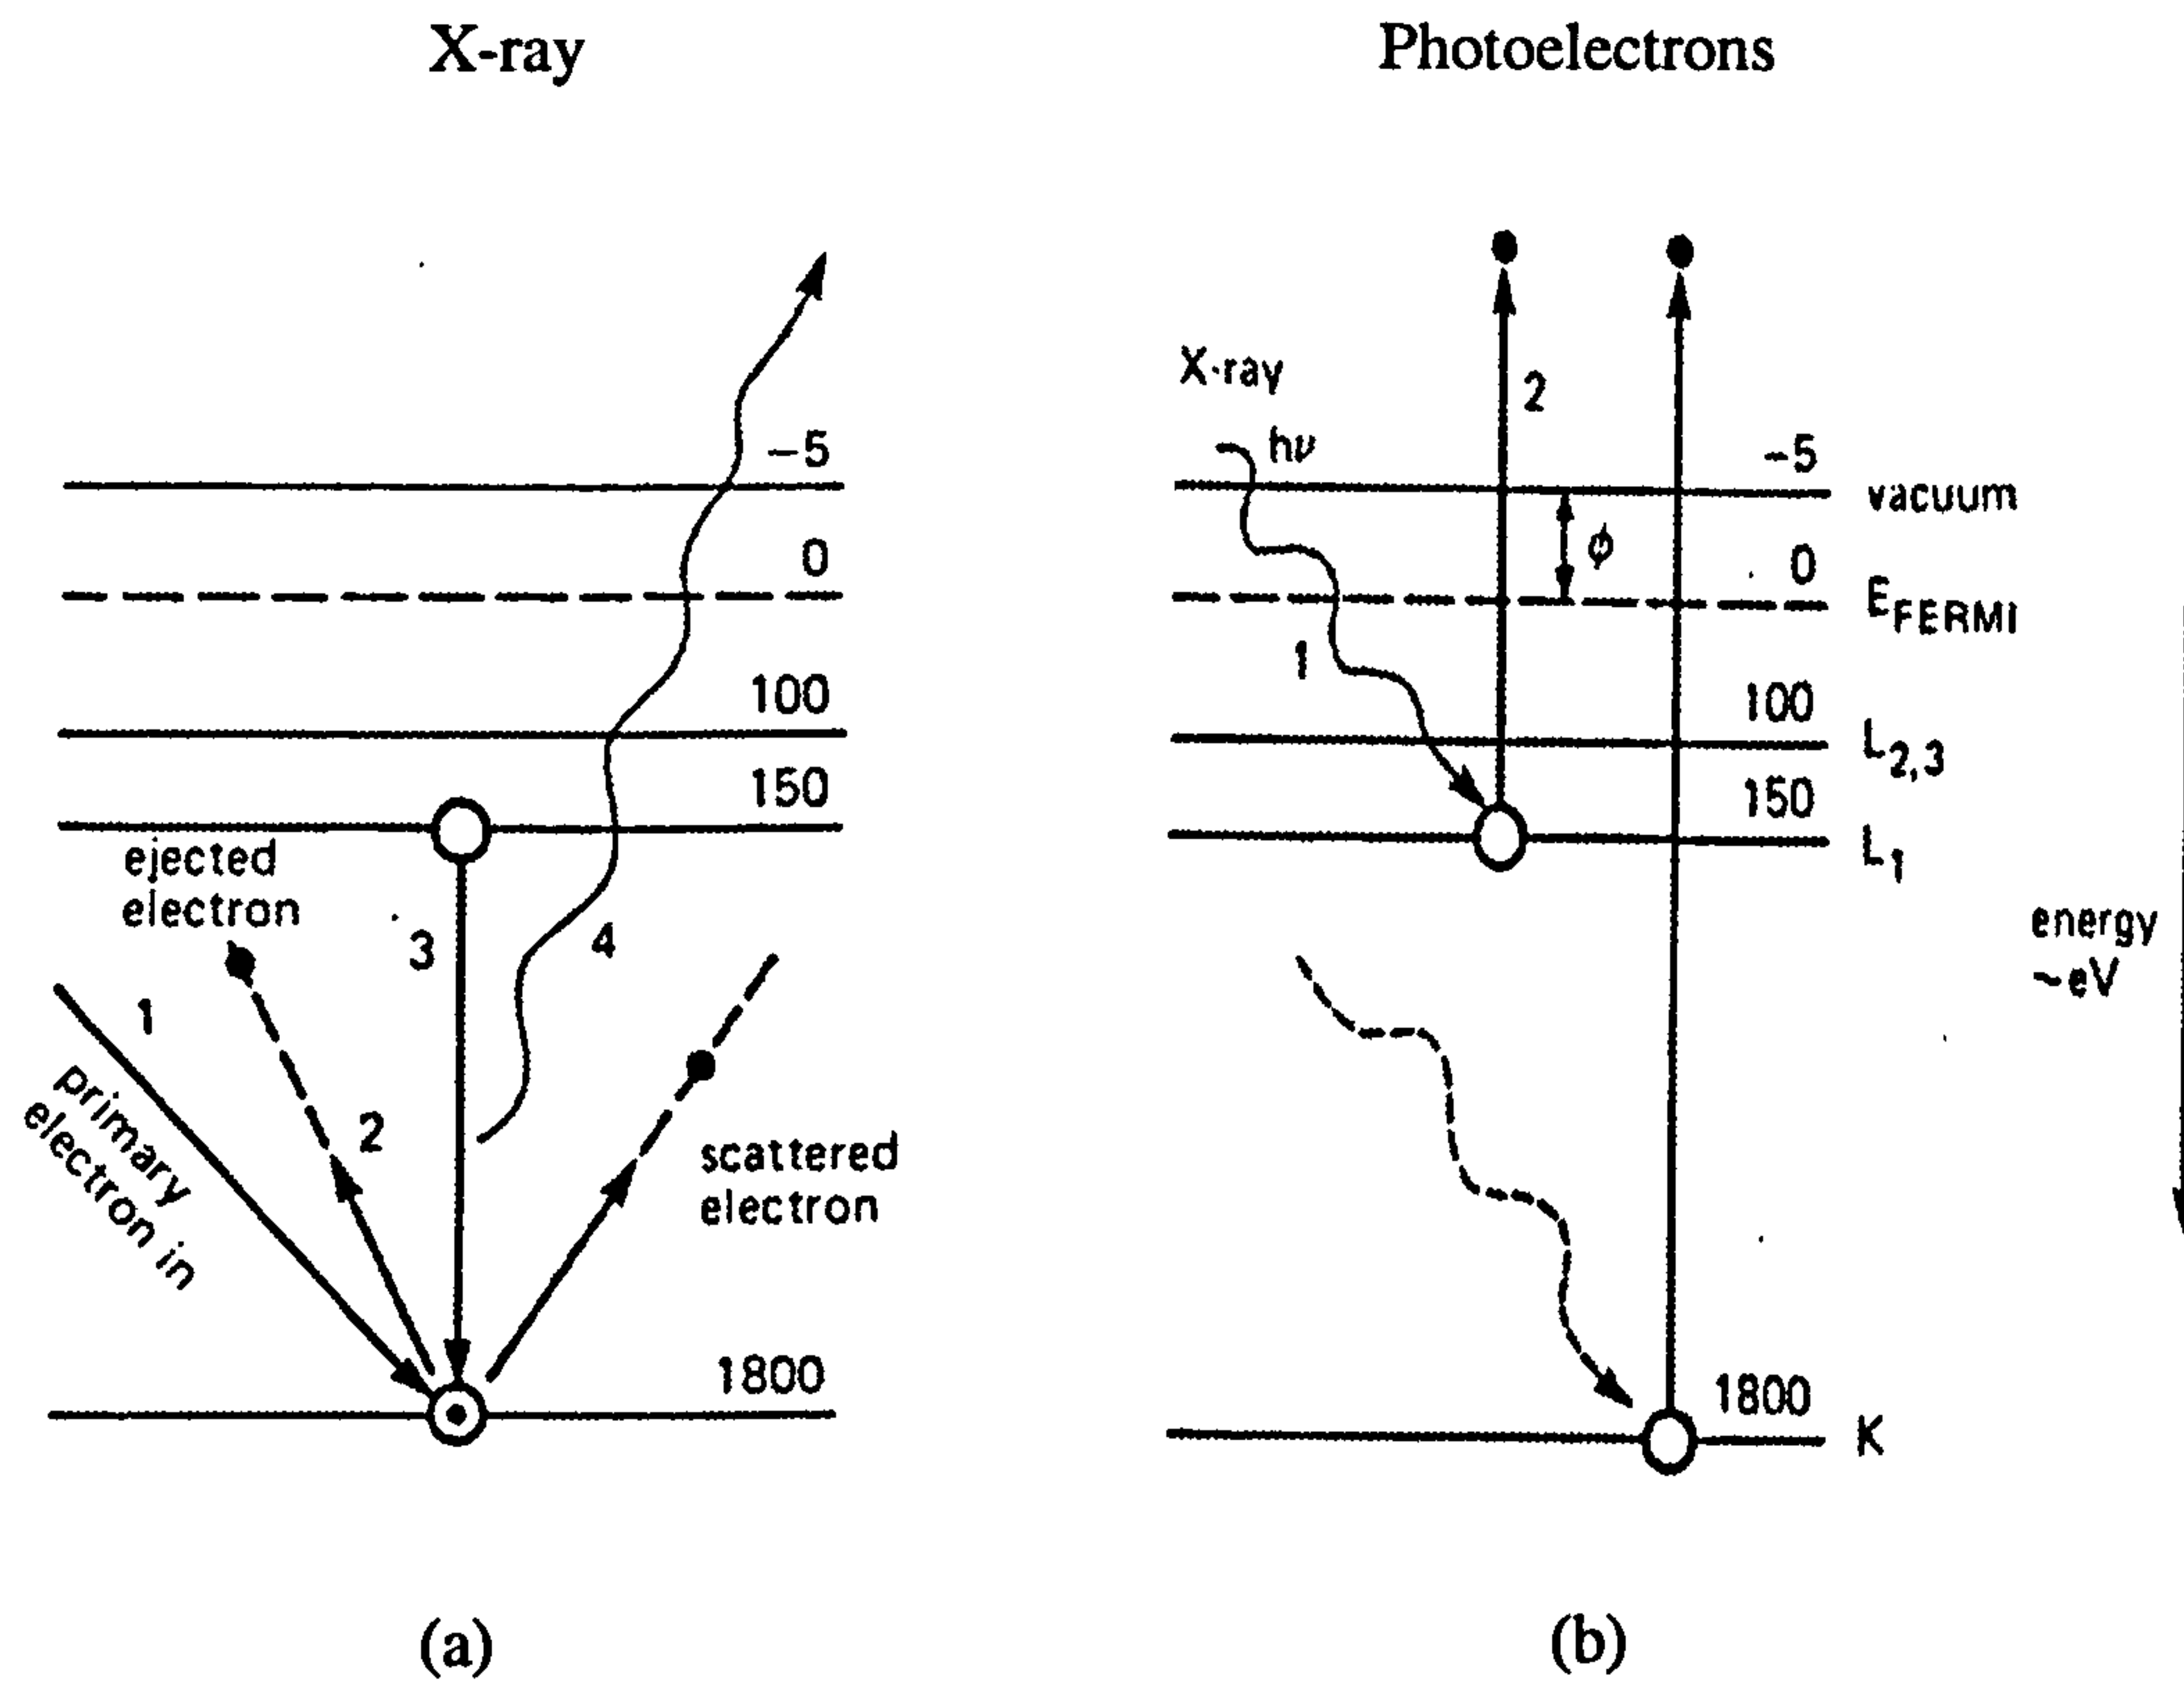 X-ray
−5
0
100
150
ejected
electron
3
4
1
2
primary
electron in
scattered
electron
1800
(a)
Photoelectrons
X-ray
hν
2
−5
vacuum
ϕ
0
E_FERMI
1
100
L2,3
150
L1
energy
~eV
1800
K
(b)